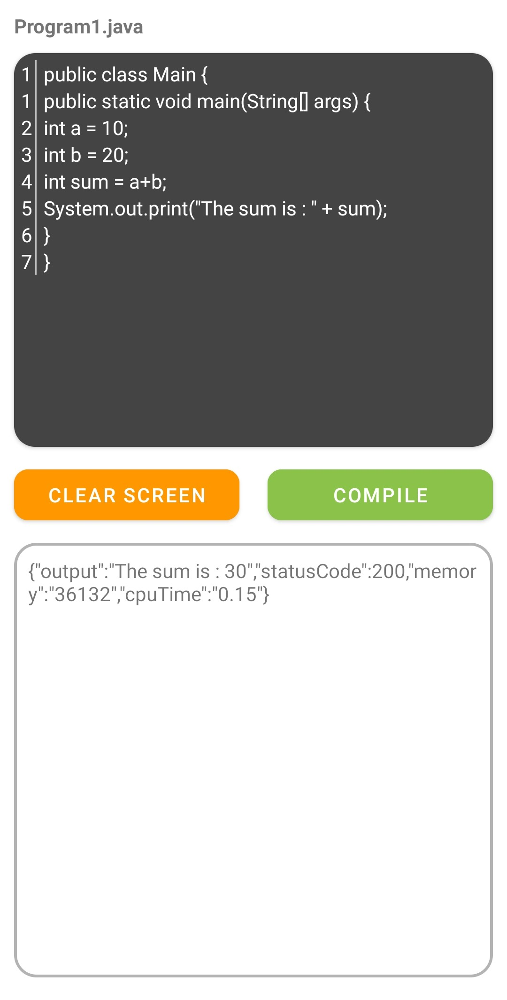 Program1.java
1 public class Main {
1 public static void main(String[] args) {
2 int a = 10;
3 int b = 20;
4 int sum = a+b;
5 System.out.print("The sum is : " + sum);
6 }
7 }
CLEAR SCREEN
COMPILE
{"output":"The sum is : 30","statusCode":200,"memor
y":"36132","cpuTime":"0.15"}